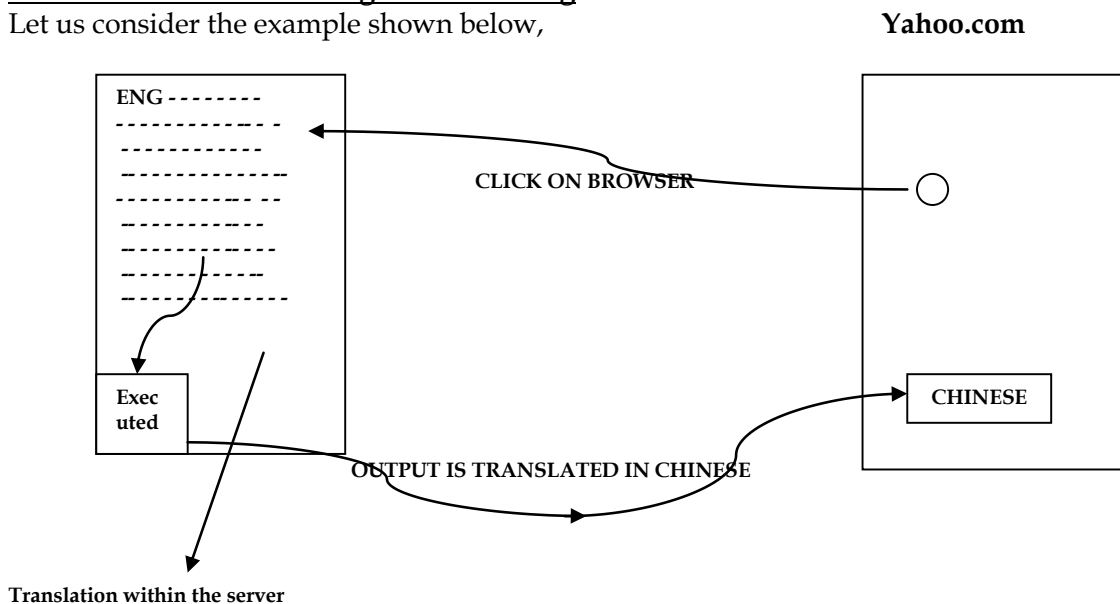 Let us consider the example shown below, Yahoo.com
ENG - - - - - - - -
CLICK ON BROWSER
Exec
uted
CHINESE
OUTPUT IS TRANSLATED IN CHINESE
Translation within the server